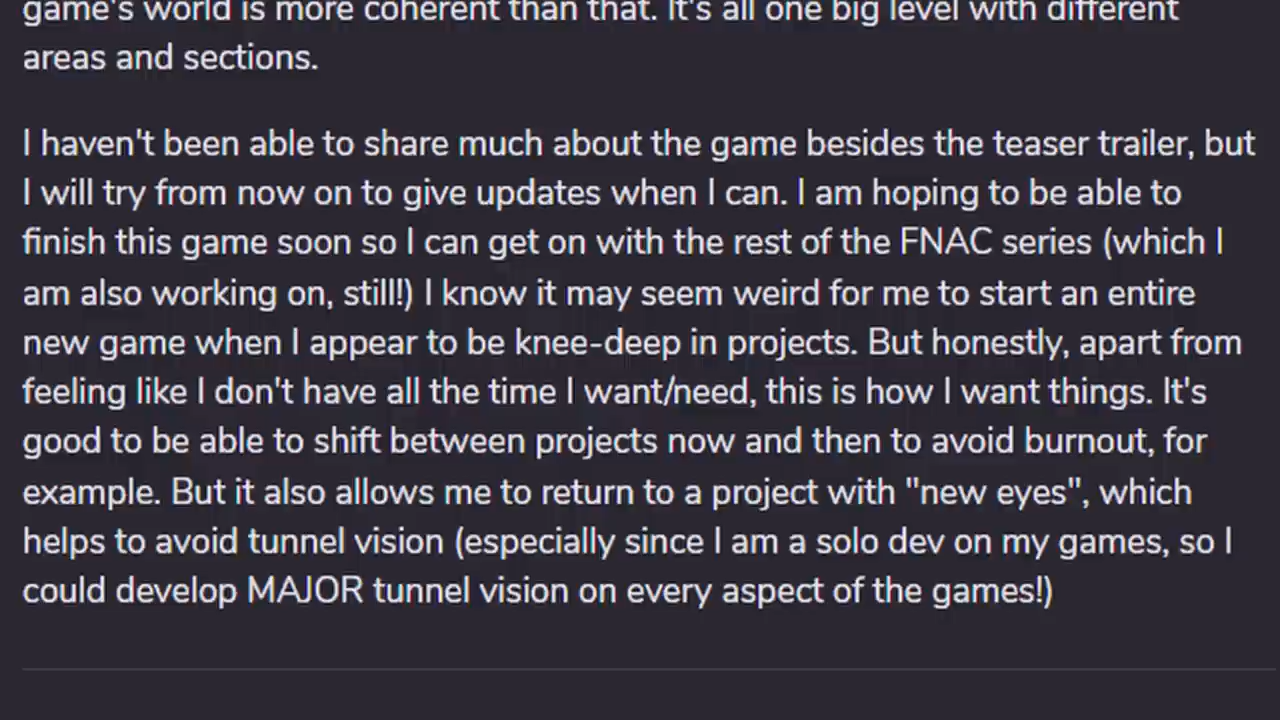 game's world is more coherent than that. It's all one big level with different
areas and sections.
I haven't been able to share much about the game besides the teaser trailer, but
I will try from now on to give updates when I can. I am hoping to be able to
finish this game soon so I can get on with the rest of the FNAC series (which I
am also working on, still!) I know it may seem weird for me to start an entire
new game when I appear to be knee-deep in projects. But honestly, apart from
feeling like I don't have all the time I want/need, this is how I want things. It's
good to be able to shift between projects now and then to avoid burnout, for
example. But it also allows me to return to a project with "new eyes", which
helps to avoid tunnel vision (especially since I am a solo dev on my games, so I
could develop MAJOR tunnel vision on every aspect of the games!)